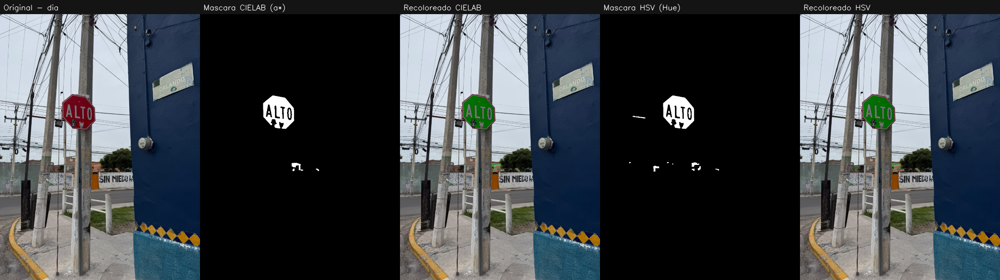 Original - dia
Mascara CIELAB (a*)
Recoloreado CIELAB
Mascara HSV (Hue)
Recoloreado HSV
ALTO
ORLANDO
SIN MIEDO A
ALTO
ALTO
ORLANDO
SIN MIEDO A
ALTO
ALTO
ORLANDO
SIN MIEDO A